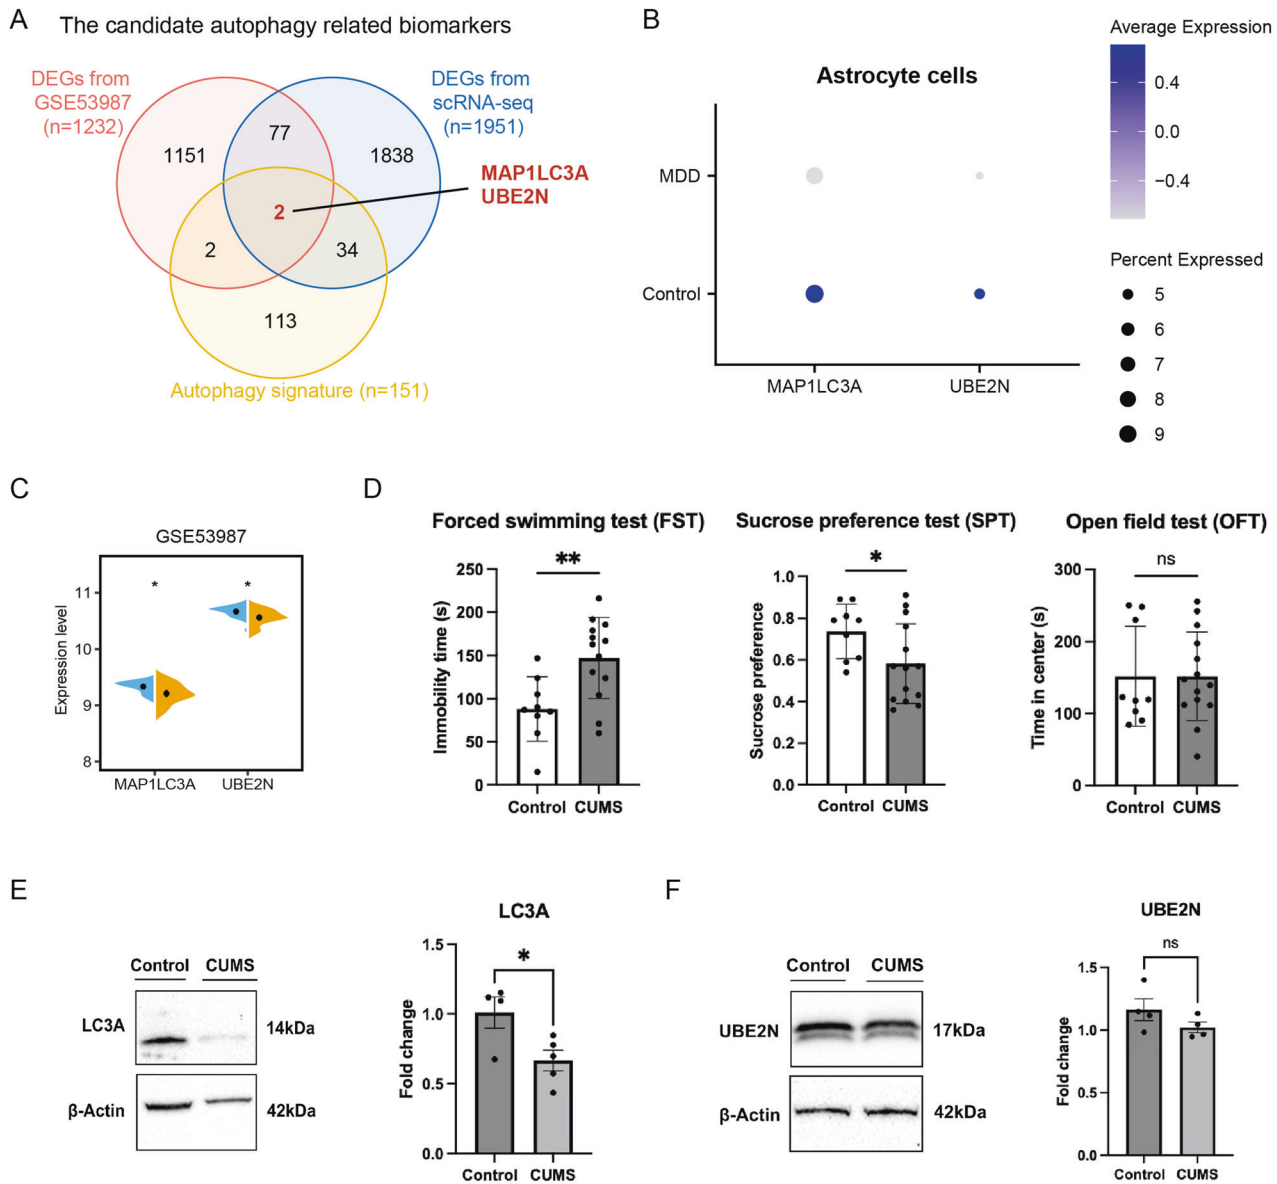 A
The candidate autophagy related biomarkers
DEGs from
GSE53987
(n=1232)
DEGs from
scRNA-seq
(n=1951)
77
1151
1838
MAP1LC3A
UBE2N
2
2
34
113
Autophagy signature (n=151)
B
Astrocyte cells
MDD
Control
MAP1LC3A
UBE2N
Average Expression
0.4
0.0
−0.4
Percent Expressed
5
6
7
8
9
C
GSE53987
Expression level
11
10
9
8
*
*
MAP1LC3A
UBE2N
D
Forced swimming test (FST)
Immobility time (s)
250
200
150
100
50
0
**
Control
CUMS
Sucrose preference test (SPT)
Sucrose preference
1.0
0.8
0.6
0.4
0.2
0.0
*
Control
CUMS
Open field test (OFT)
Time in center (s)
300
200
100
0
ns
Control
CUMS
E
Control
CUMS
LC3A
14kDa
β-Actin
42kDa
LC3A
Fold change
1.5
1.0
0.5
0.0
*
Control
CUMS
F
Control
CUMS
UBE2N
17kDa
β-Actin
42kDa
UBE2N
Fold change
1.5
1.0
0.5
0.0
ns
Control
CUMS